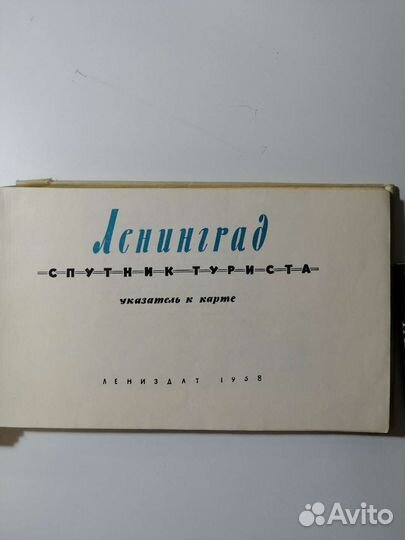 Ленинград
СПУТНИК ТУРИСТА
указатель к карте
ЛЕНИЗДАТ 1958
Avito